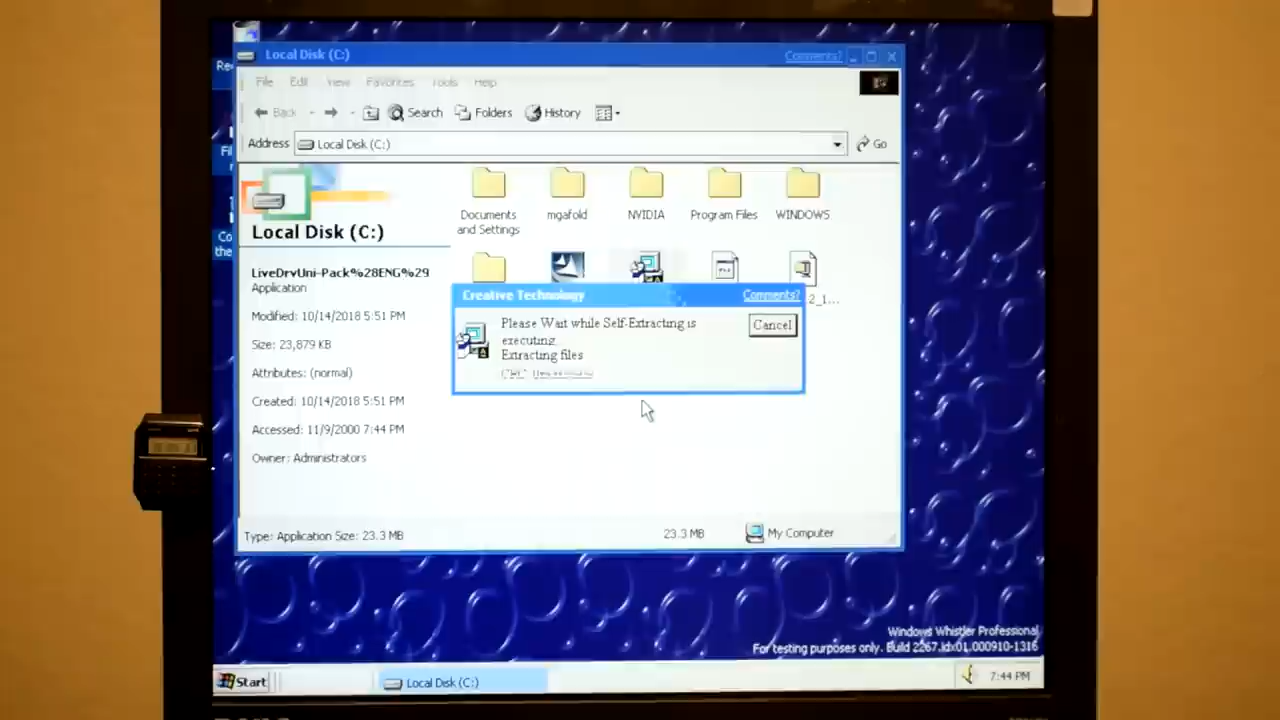 Local Disk (C:)
Comments?
File Edit View Favorites Tools Help
Back Search Folders History
Address Local Disk (C:) Go
Local Disk (C:)
LiveDrvUni-Pack%28ENG%29
Application
Modified: 10/14/2018 5:51 PM
Size: 23,879 KB
Attributes: (normal)
Created: 10/14/2018 5:51 PM
Accessed: 11/9/2000 7:44 PM
Owner: Administrators
Documents and Settings
mgafold
NVIDIA
Program Files
WINDOWS
2_1...
Creative Technology
Comments?
Please Wait while Self-Extracting is
executing.
Extracting files
Cancel
Type: Application Size: 23.3 MB
23.3 MB
My Computer
Windows Whistler Professional
For testing purposes only. Build 2267.idx01.000910-1316
Start
Local Disk (C:)
7:44 PM